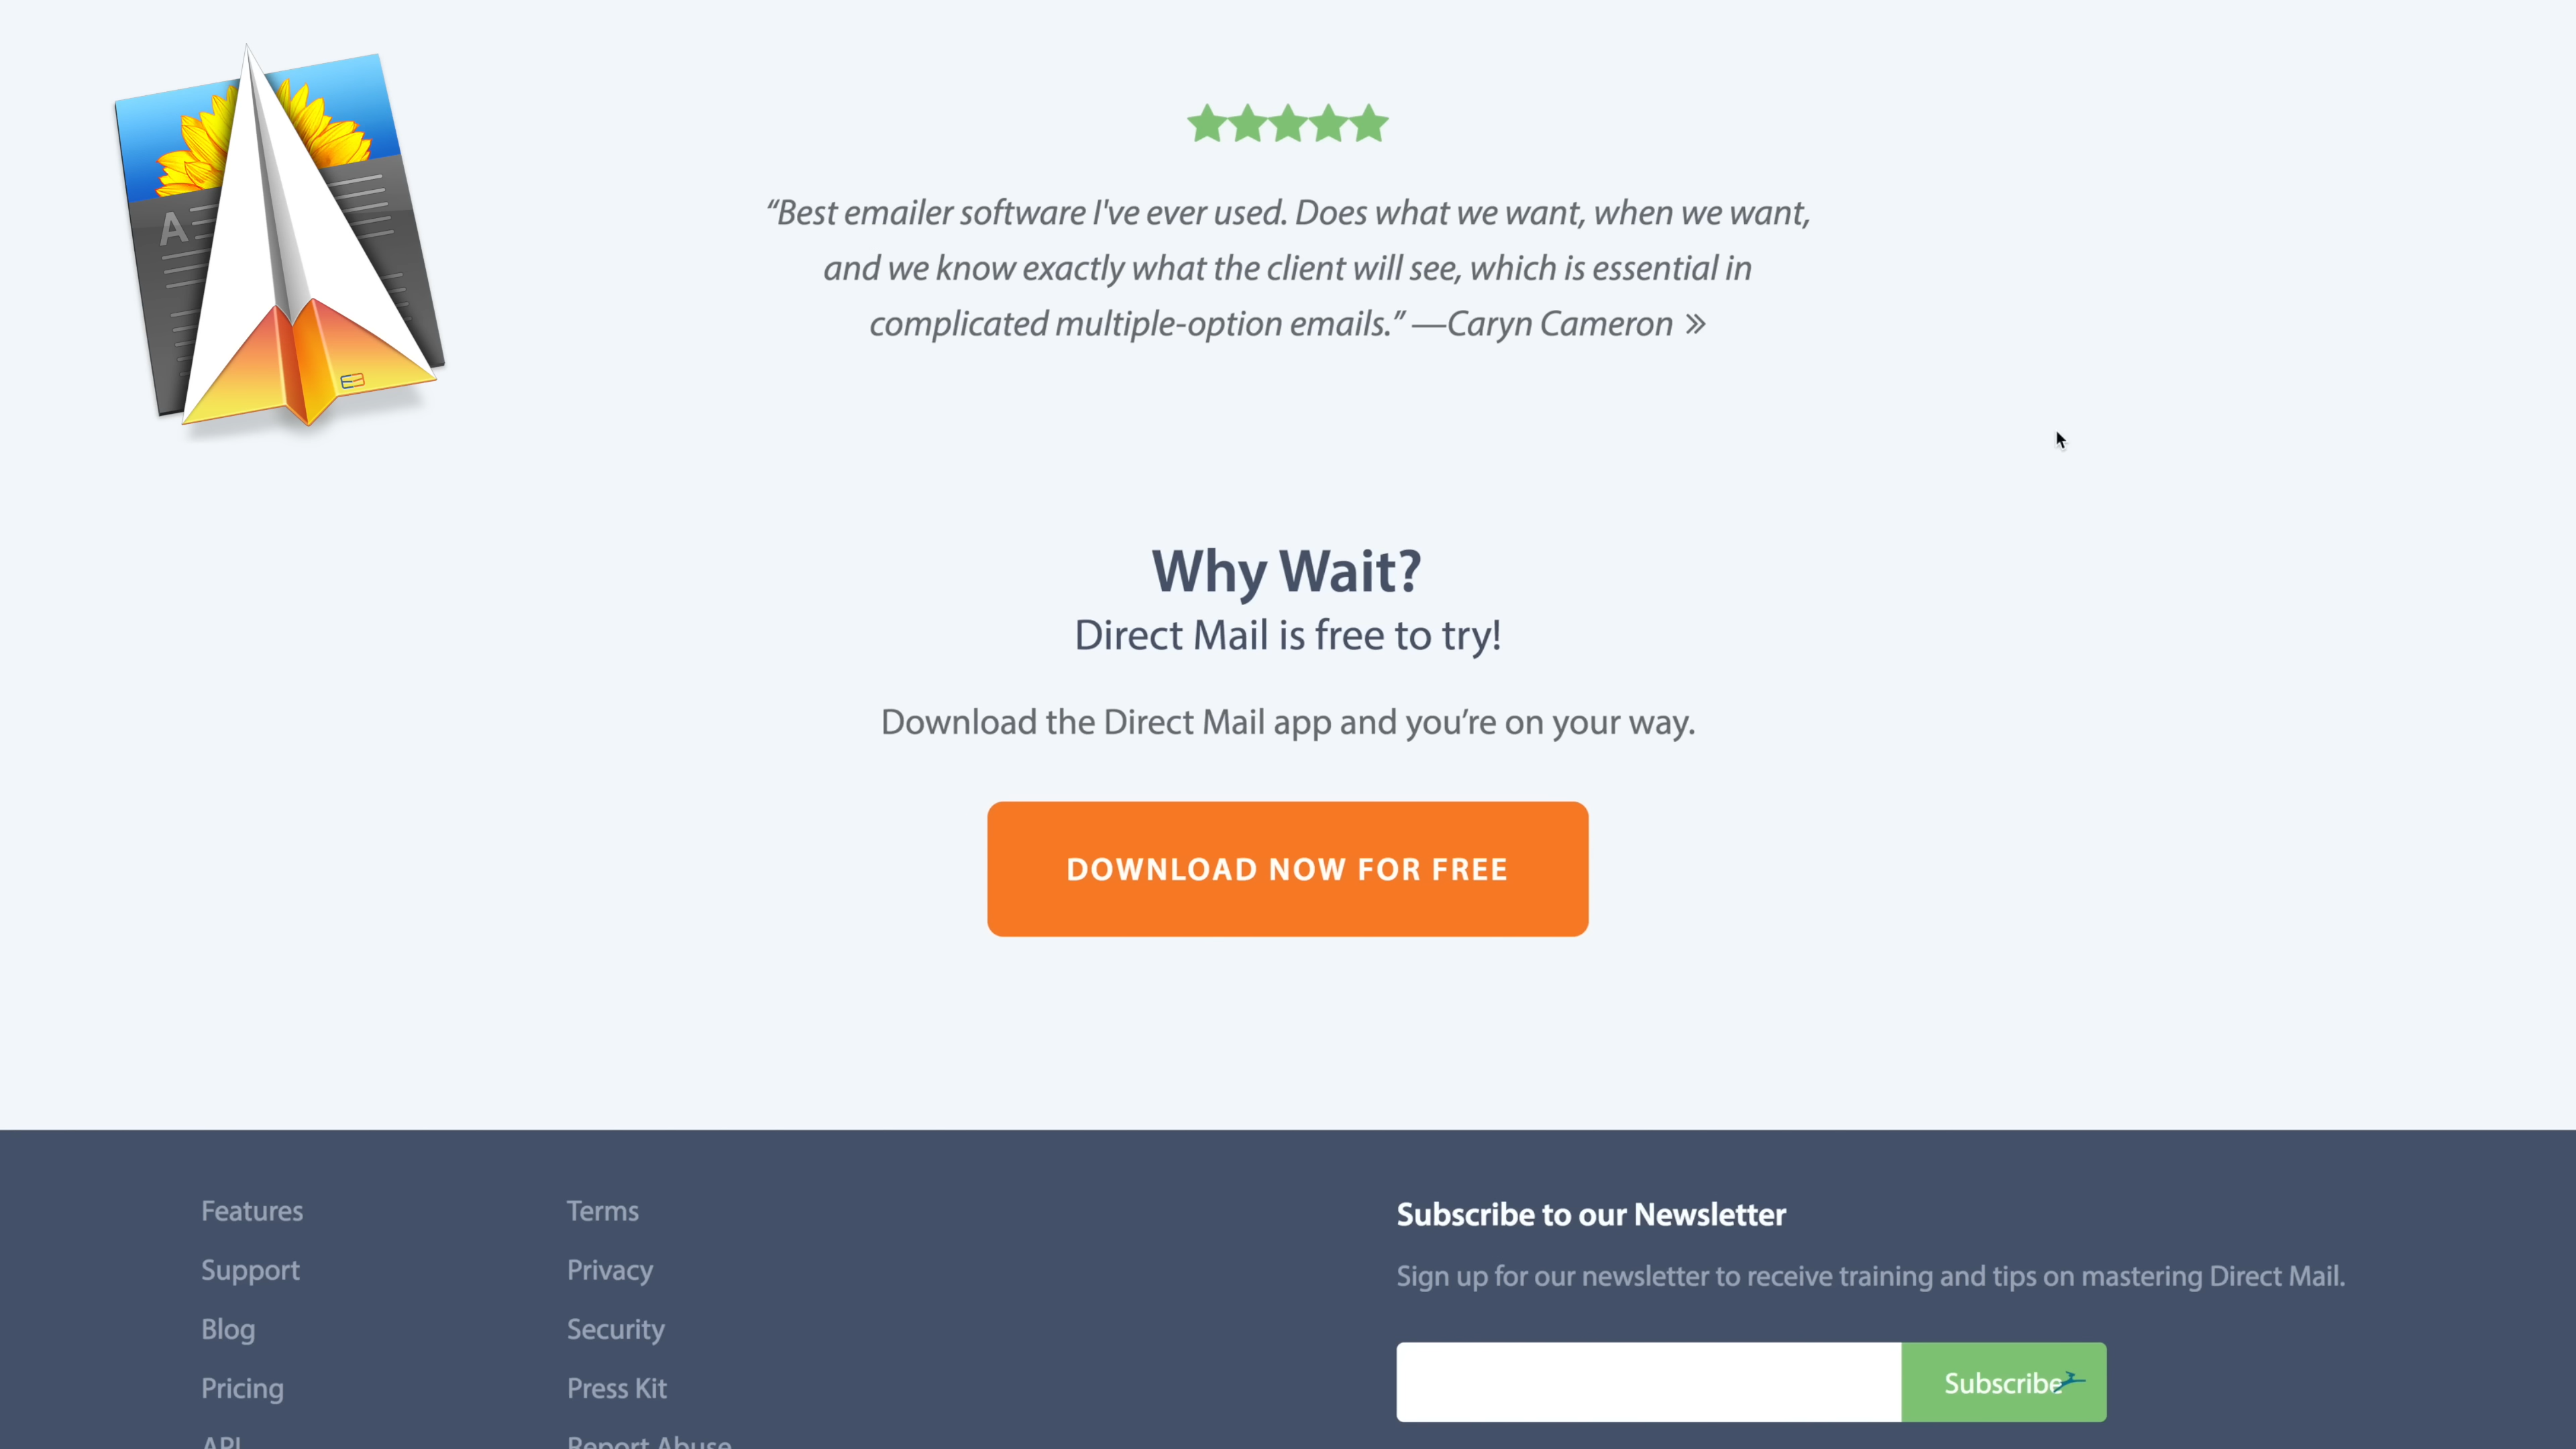 A
“Best emailer software I've ever used. Does what we want, when we want,
and we know exactly what the client will see, which is essential in
complicated multiple-option emails.” —Caryn Cameron »
Why Wait?
Direct Mail is free to try!
Download the Direct Mail app and you’re on your way.
DOWNLOAD NOW FOR FREE
Features
Support
Blog
Pricing
API
Terms
Privacy
Security
Press Kit
Report Abuse
Subscribe to our Newsletter
Sign up for our newsletter to receive training and tips on mastering Direct Mail.
Subscribe